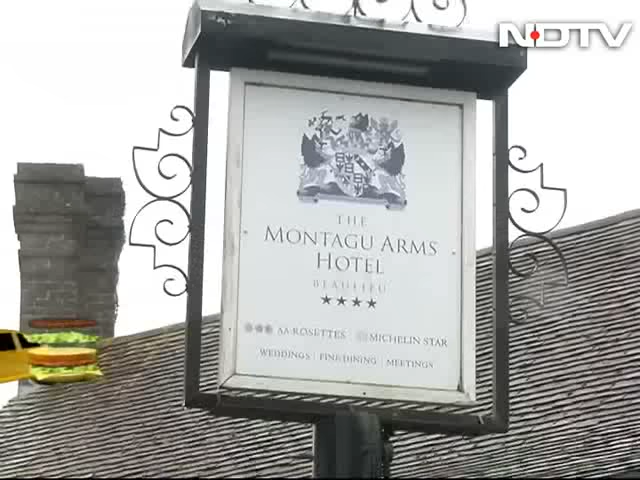 NDTV
THE
MONTAGU ARMS
HOTEL
BEAULIEU
★★★★
AA ROSETTES MICHELIN STAR
WEDDINGS | FINE DINING | MEETINGS